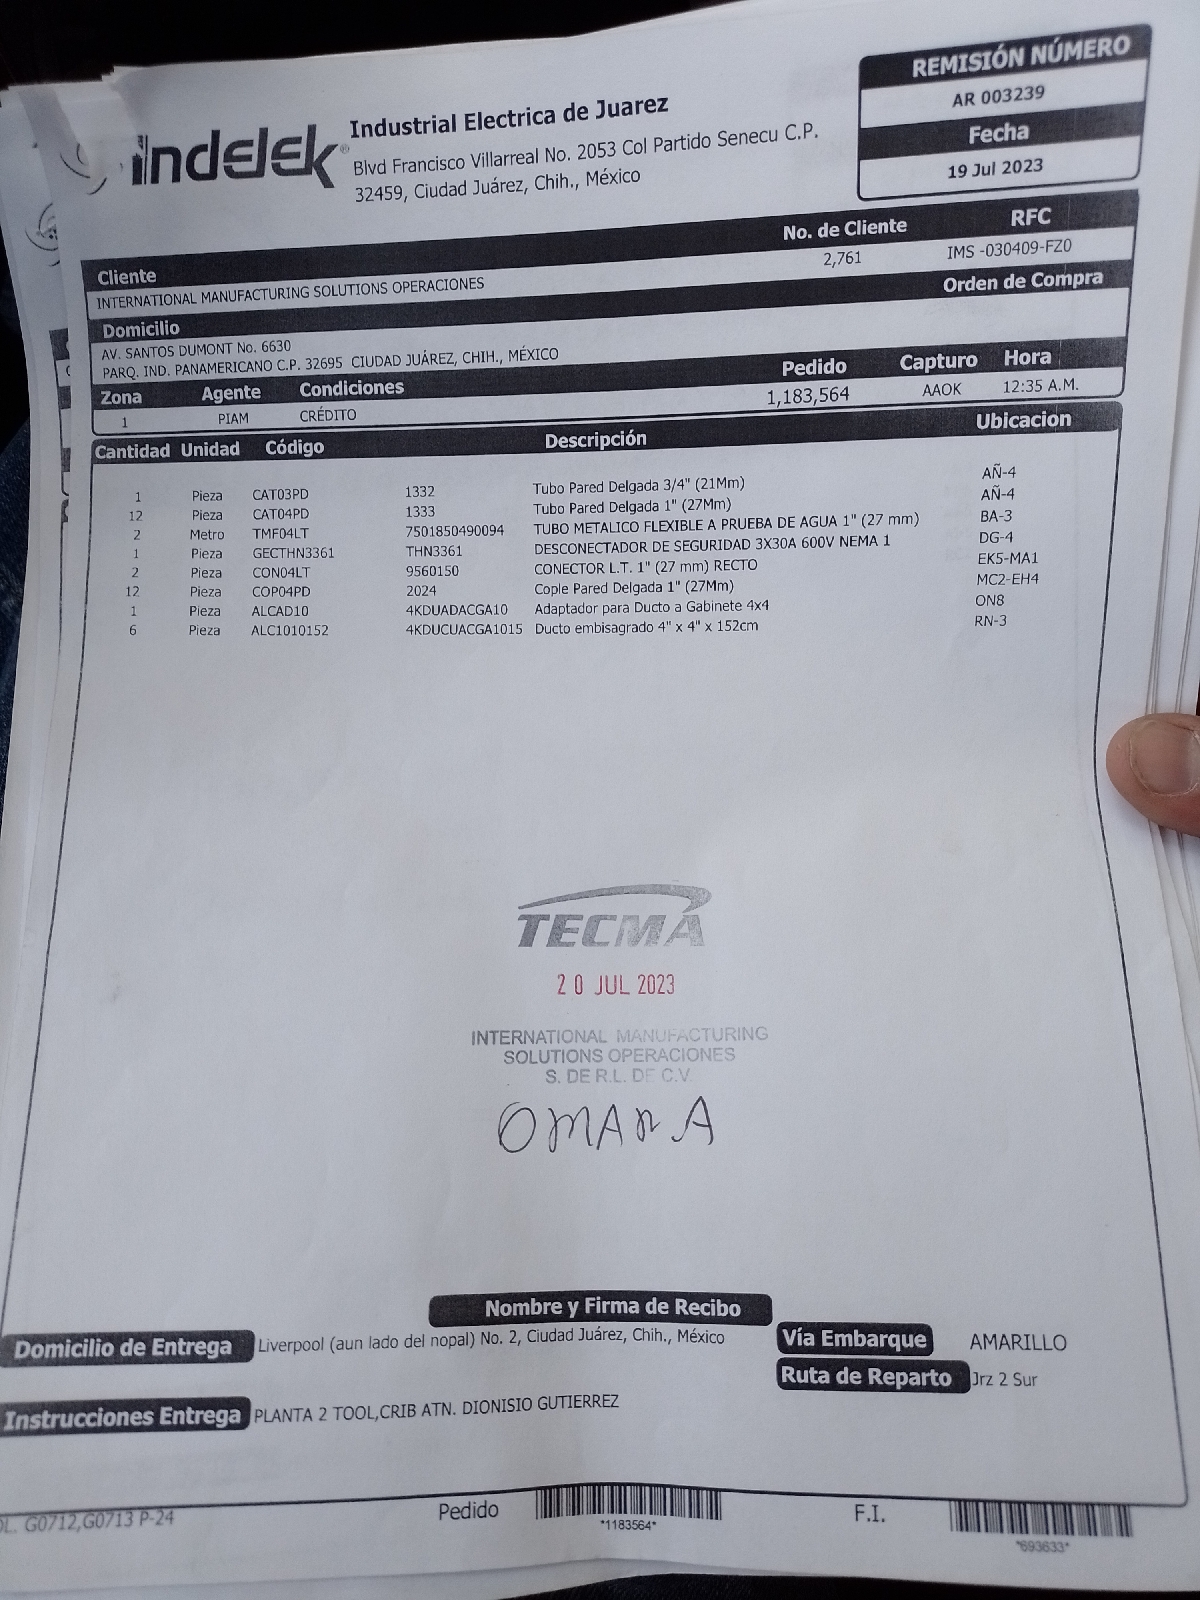 indelek®
Industrial Electrica de Juarez
Blvd Francisco Villarreal No. 2053 Col Partido Senecu C.P.
32459, Ciudad Juárez, Chih., México
REMISIÓN NÚMERO
AR 003239
Fecha
19 Jul 2023
Cliente No. de Cliente RFC
INTERNATIONAL MANUFACTURING SOLUTIONS OPERACIONES 2,761 IMS -030409-FZ0
Domicilio Orden de Compra
AV. SANTOS DUMONT No. 6630
PARQ. IND. PANAMERICANO C.P. 32695 CIUDAD JUÁREZ, CHIH., MÉXICO
Zona Agente Condiciones Pedido Capturo Hora
1 PIAM CRÉDITO 1,183,564 AAOK 12:35 A.M.
Cantidad Unidad Código Descripción Ubicacion
1 Pieza CAT03PD 1332 Tubo Pared Delgada 3/4" (21Mm) AÑ-4
12 Pieza CAT04PD 1333 Tubo Pared Delgada 1" (27Mm) AÑ-4
2 Metro TMF04LT 7501850490094 TUBO METALICO FLEXIBLE A PRUEBA DE AGUA 1" (27 mm) BA-3
1 Pieza GECTHN3361 THN3361 DESCONECTADOR DE SEGURIDAD 3X30A 600V NEMA 1 DG-4
2 Pieza CON04LT 9560150 CONECTOR L.T. 1" (27 mm) RECTO EK5-MA1
12 Pieza COP04PD 2024 Cople Pared Delgada 1" (27Mm) MC2-EH4
1 Pieza ALCAD10 4KDUADACGA10 Adaptador para Ducto a Gabinete 4x4 ON8
6 Pieza ALC1010152 4KDUCUACGA1015 Ducto embisagrado 4" x 4" x 152cm RN-3
TECMA
20 JUL 2023
INTERNATIONAL MANUFACTURING
SOLUTIONS OPERACIONES
S. DE R.L. DE C.V.
OMAR A
Nombre y Firma de Recibo
Domicilio de Entrega Liverpool (aun lado del nopal) No. 2, Ciudad Juárez, Chih., México
Vía Embarque AMARILLO
Ruta de Reparto Jrz 2 Sur
Instrucciones Entrega PLANTA 2 TOOL,CRIB ATN. DIONISIO GUTIERREZ
G0712,G0713 P-24
Pedido
*1183564*
F.I.
*693633*